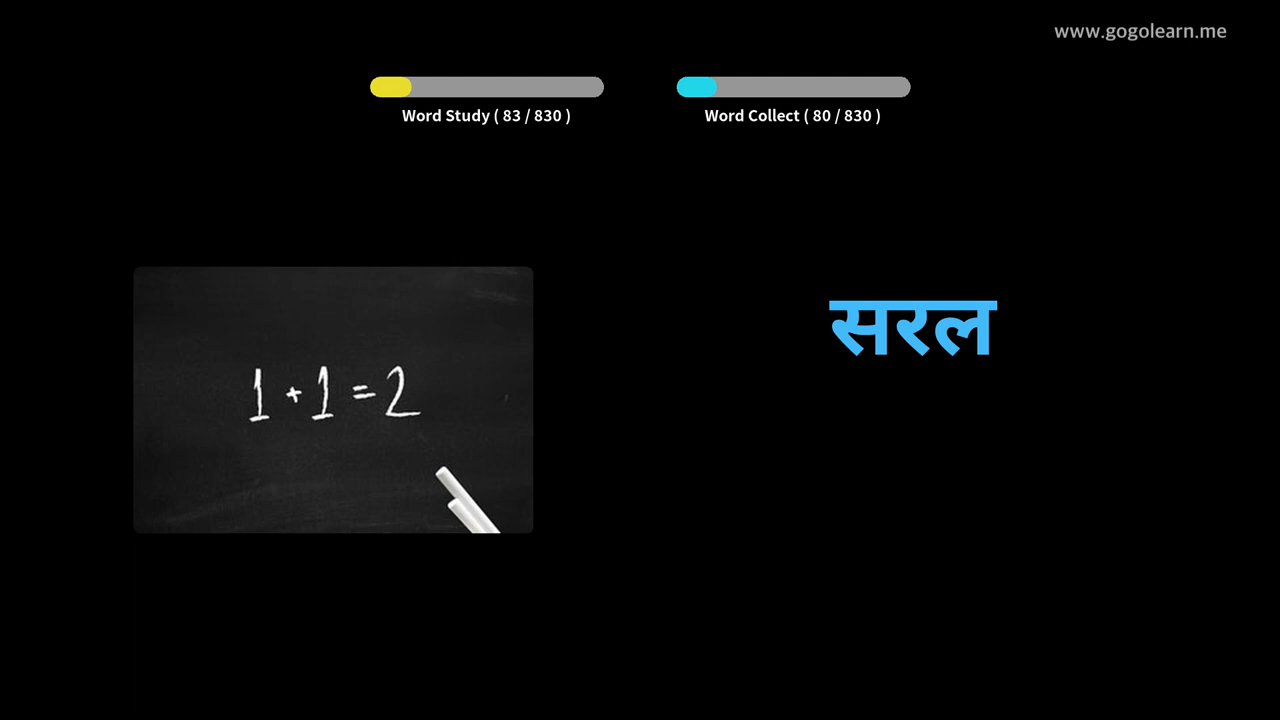 www.gogolearn.me
Word Study ( 83 / 830 )
Word Collect ( 80 / 830 )
1 + 1 = 2
सरल